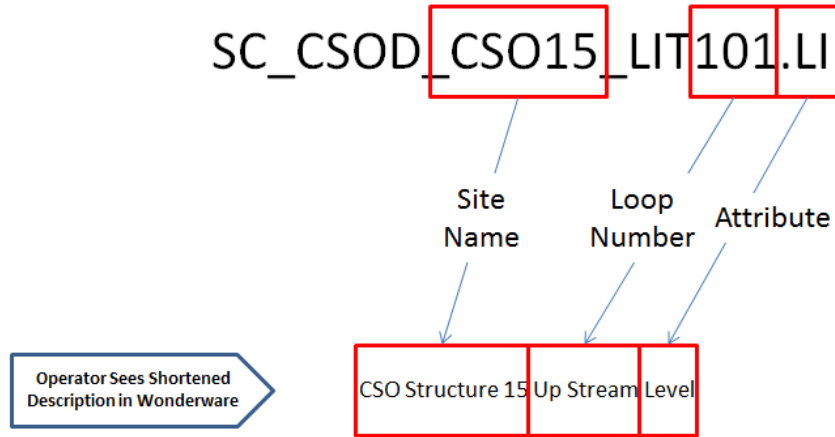 SC_CSOD_CSO15_LIT101.LI
Site
Name
Loop
Number
Attribute
Operator Sees Shortened
Description in Wonderware
CSO Structure 15 Up Stream Level